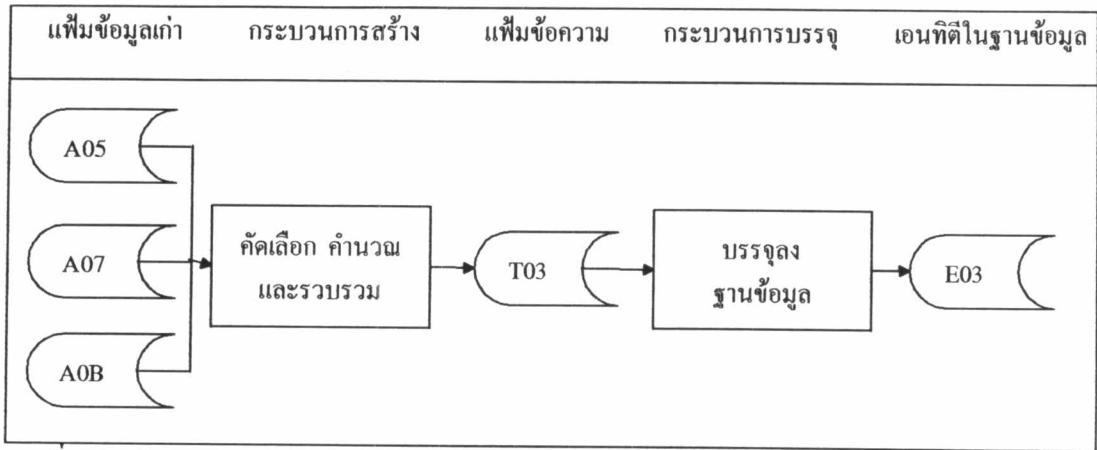 แฟ้มข้อมูลเก่า กระบวนการสร้าง แฟ้มข้อความ กระบวนการบรรจุ เอนทิตีในฐานข้อมูล
A05
A07
A0B
คัดเลือก คำนวณ
และรวบรวม
T03
บรรจุลง
ฐานข้อมูล
E03